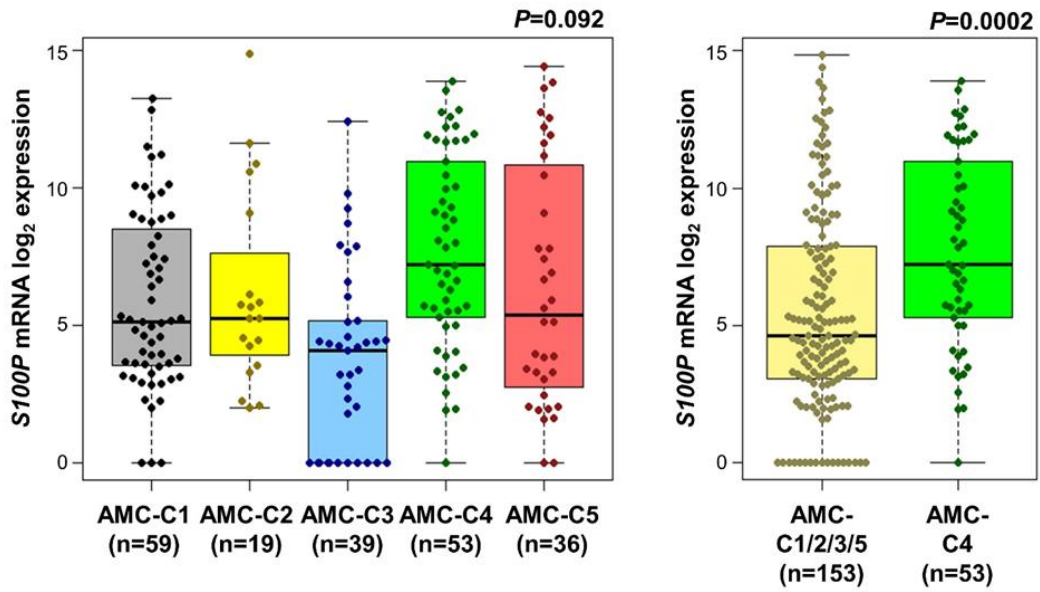 P=0.092
S100P mRNA log₂ expression
15
10
5
0
AMC-C1 AMC-C2 AMC-C3 AMC-C4 AMC-C5
(n=59) (n=19) (n=39) (n=53) (n=36)
P=0.0002
S100P mRNA log₂ expression
15
10
5
0
AMC- AMC-
C1/2/3/5 C4
(n=153) (n=53)